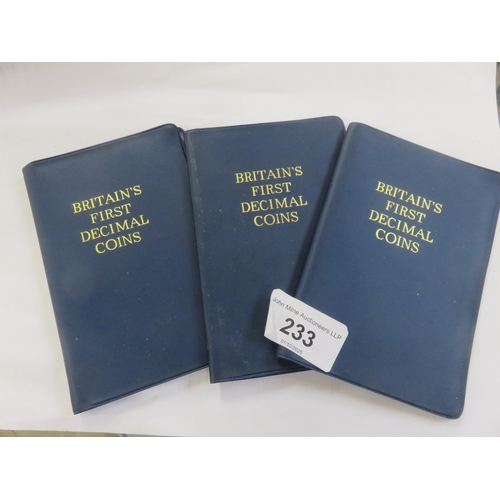 BRITAIN'S
FIRST
DECIMAL
COINS
BRITAIN'S
FIRST
DECIMAL
COINS
BRITAIN'S
FIRST
DECIMAL
COINS
John Milne Auctioneers LLP
233